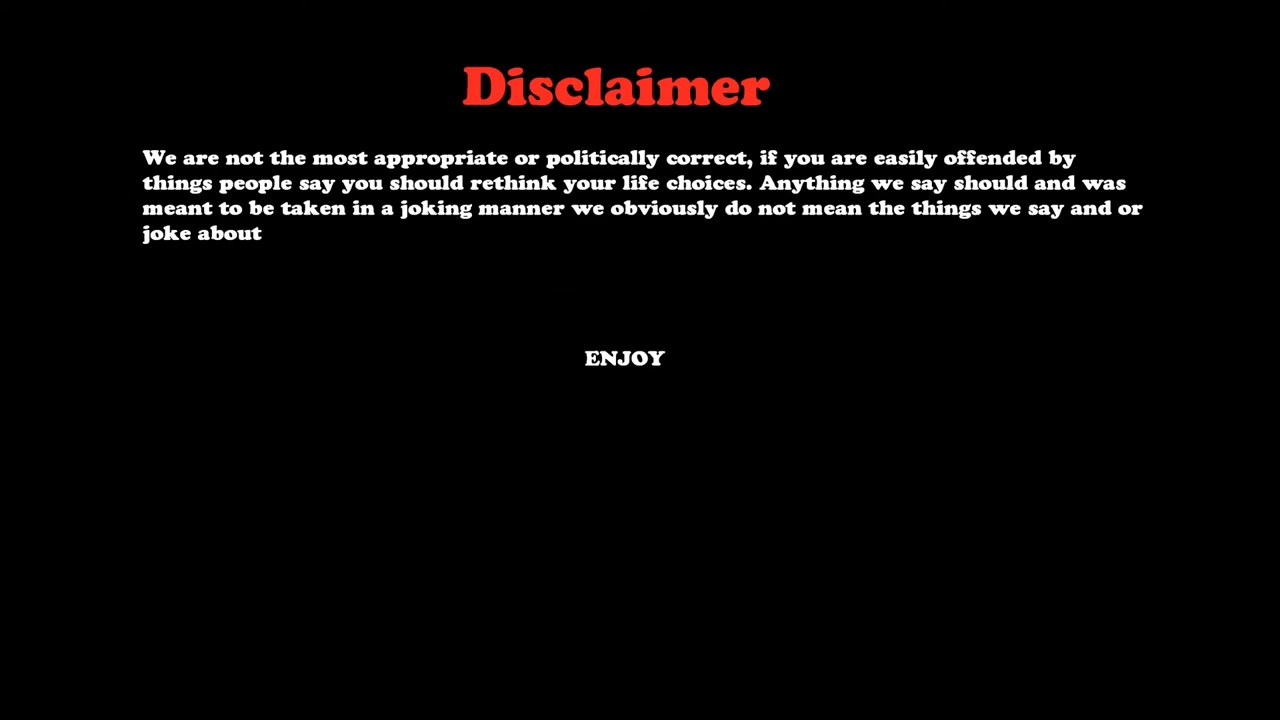 Disclaimer
We are not the most appropriate or politically correct, if you are easily offended by
things people say you should rethink your life choices. Anything we say should and was
meant to be taken in a joking manner we obviously do not mean the things we say and or
joke about
ENJOY